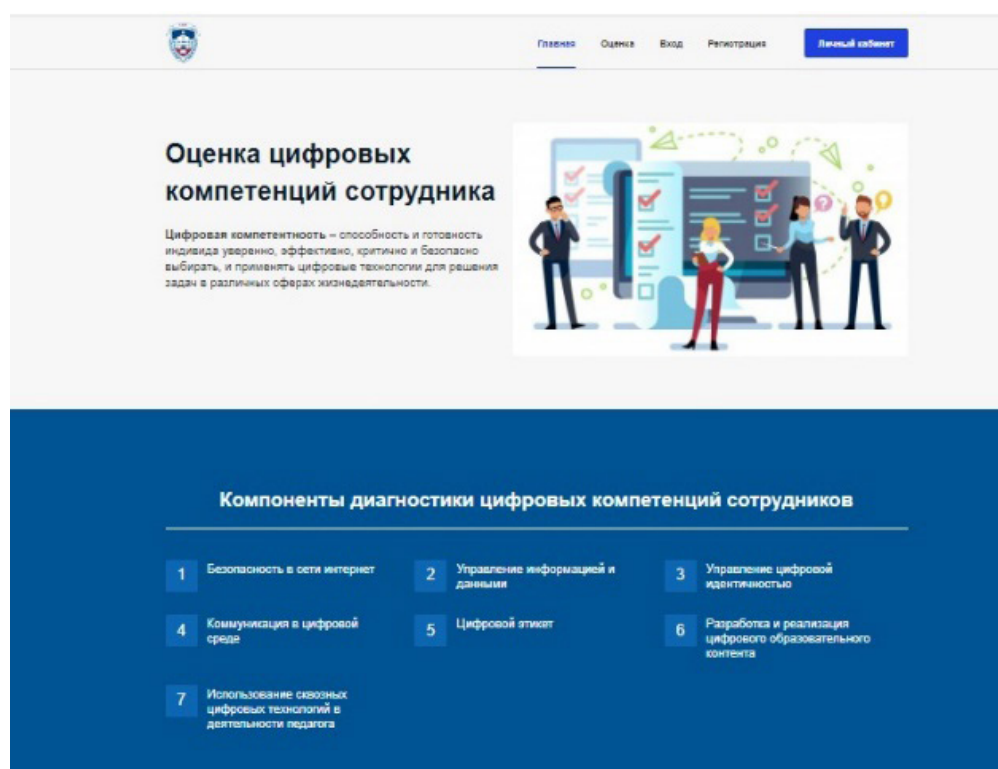 Главная Оценка Вход Регистрация Личный кабинет
Оценка цифровых
компетенций сотрудника
Цифровая компетентность – способность и готовность
индивида уверенно, эффективно, критично и безопасно
выбирать, и применять цифровые технологии для решения
задач в различных сферах жизнедеятельности.
Компоненты диагностики цифровых компетенций сотрудников
1 Безопасность в сети интернет
2 Управление информацией и
данными
3 Управление цифровой
идентичностью
4 Коммуникация в цифровой
среде
5 Цифровой этикет
6 Разработка и реализация
цифрового образовательного
контента
7 Использование сквозных
цифровых технологий в
деятельности педагога